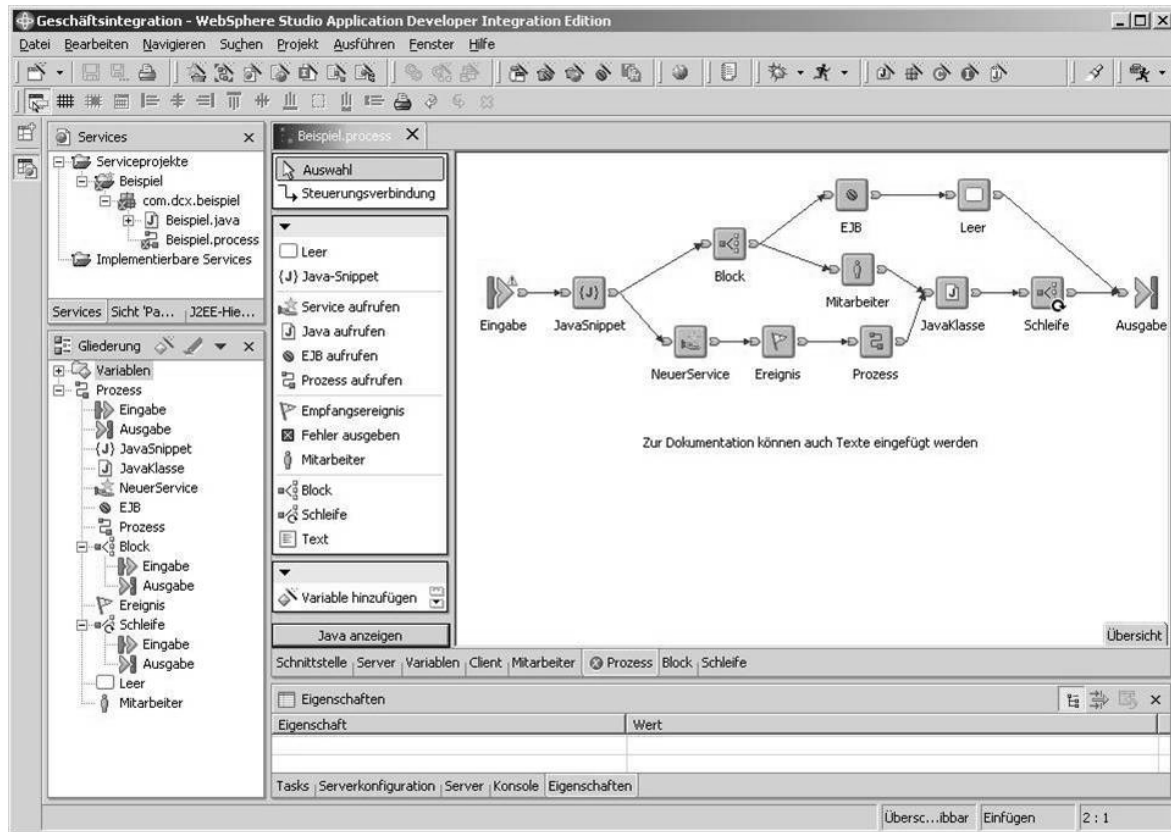 Geschäftsintegration - WebSphere Studio Application Developer Integration Edition
Datei Bearbeiten Navigieren Suchen Projekt Ausführen Fenster Hilfe
Services
Serviceprojekte
Beispiel
com.dcx.beispiel
Beispiel.java
Beispiel.process
Implementierbare Services
Services Sicht 'Pa... J2EE-Hie...
Gliederung
Variablen
Prozess
Eingabe
Ausgabe
{J} JavaSnippet
JavaKlasse
NeuerService
EJB
Prozess
Block
Eingabe
Ausgabe
Ereignis
Schleife
Eingabe
Ausgabe
Leer
Mitarbeiter
Beispiel.process
Auswahl
Steuerungsverbindung
Leer
{J} Java-Snippet
Service aufrufen
Java aufrufen
EJB aufrufen
Prozess aufrufen
Empfangsereignis
Fehler ausgeben
Mitarbeiter
Block
Schleife
Text
Variable hinzufügen
Java anzeigen
EJB
Leer
Block
Mitarbeiter
Eingabe
{J}
JavaSnippet
J
JavaKlasse
Schleife
Ausgabe
NeuerService
Ereignis
Prozess
Zur Dokumentation können auch Texte eingefügt werden
Übersicht
Schnittstelle Server Variablen Client Mitarbeiter Prozess Block Schleife
Eigenschaften
Eigenschaft Wert
Tasks Serverkonfiguration Server Konsole Eigenschaften
Übersc...ibbar Einfügen 2 : 1